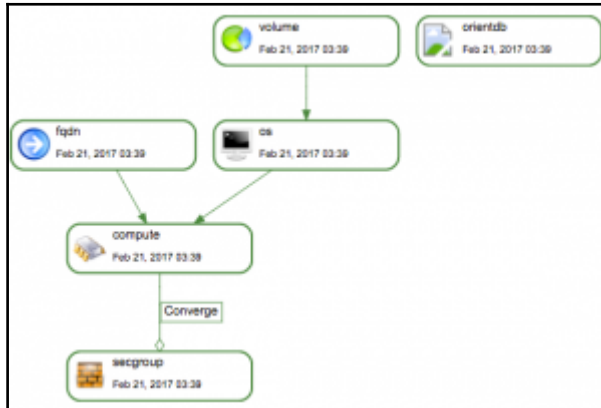 volume
Feb 21, 2017 03:39
orientdb
Feb 21, 2017 03:39
fqdn
Feb 21, 2017 03:39
os
Feb 21, 2017 03:39
compute
Feb 21, 2017 03:39
Converge
secgroup
Feb 21, 2017 03:39